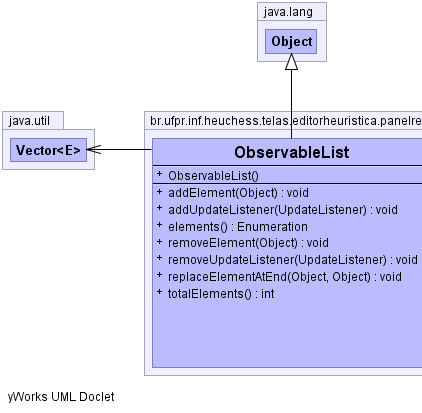 java.lang
Object
java.util
Vector<E>
br.ufpr.inf.heuchess.telas.editorheuristica.panelre
ObservableList
+ ObservableList()
+ addElement(Object) : void
+ addUpdateListener(UpdateListener) : void
+ elements() : Enumeration
+ removeElement(Object) : void
+ removeUpdateListener(UpdateListener) : void
+ replaceElementAtEnd(Object, Object) : void
+ totalElements() : int
yWorks UML Doclet